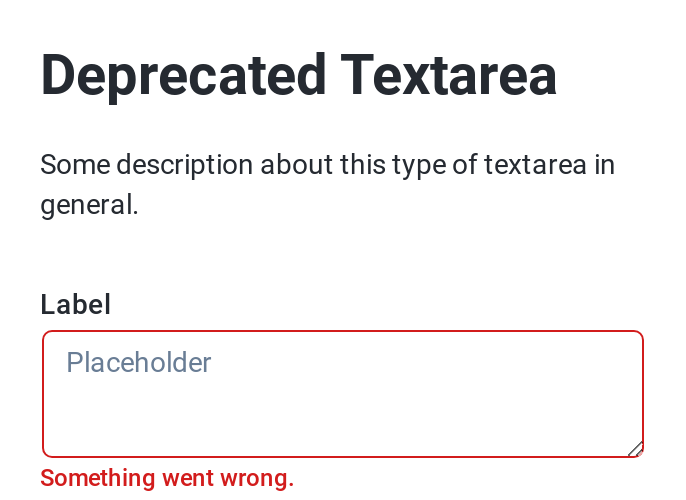 Deprecated Textarea
Some description about this type of textarea in
general.
Label
Placeholder
Something went wrong.